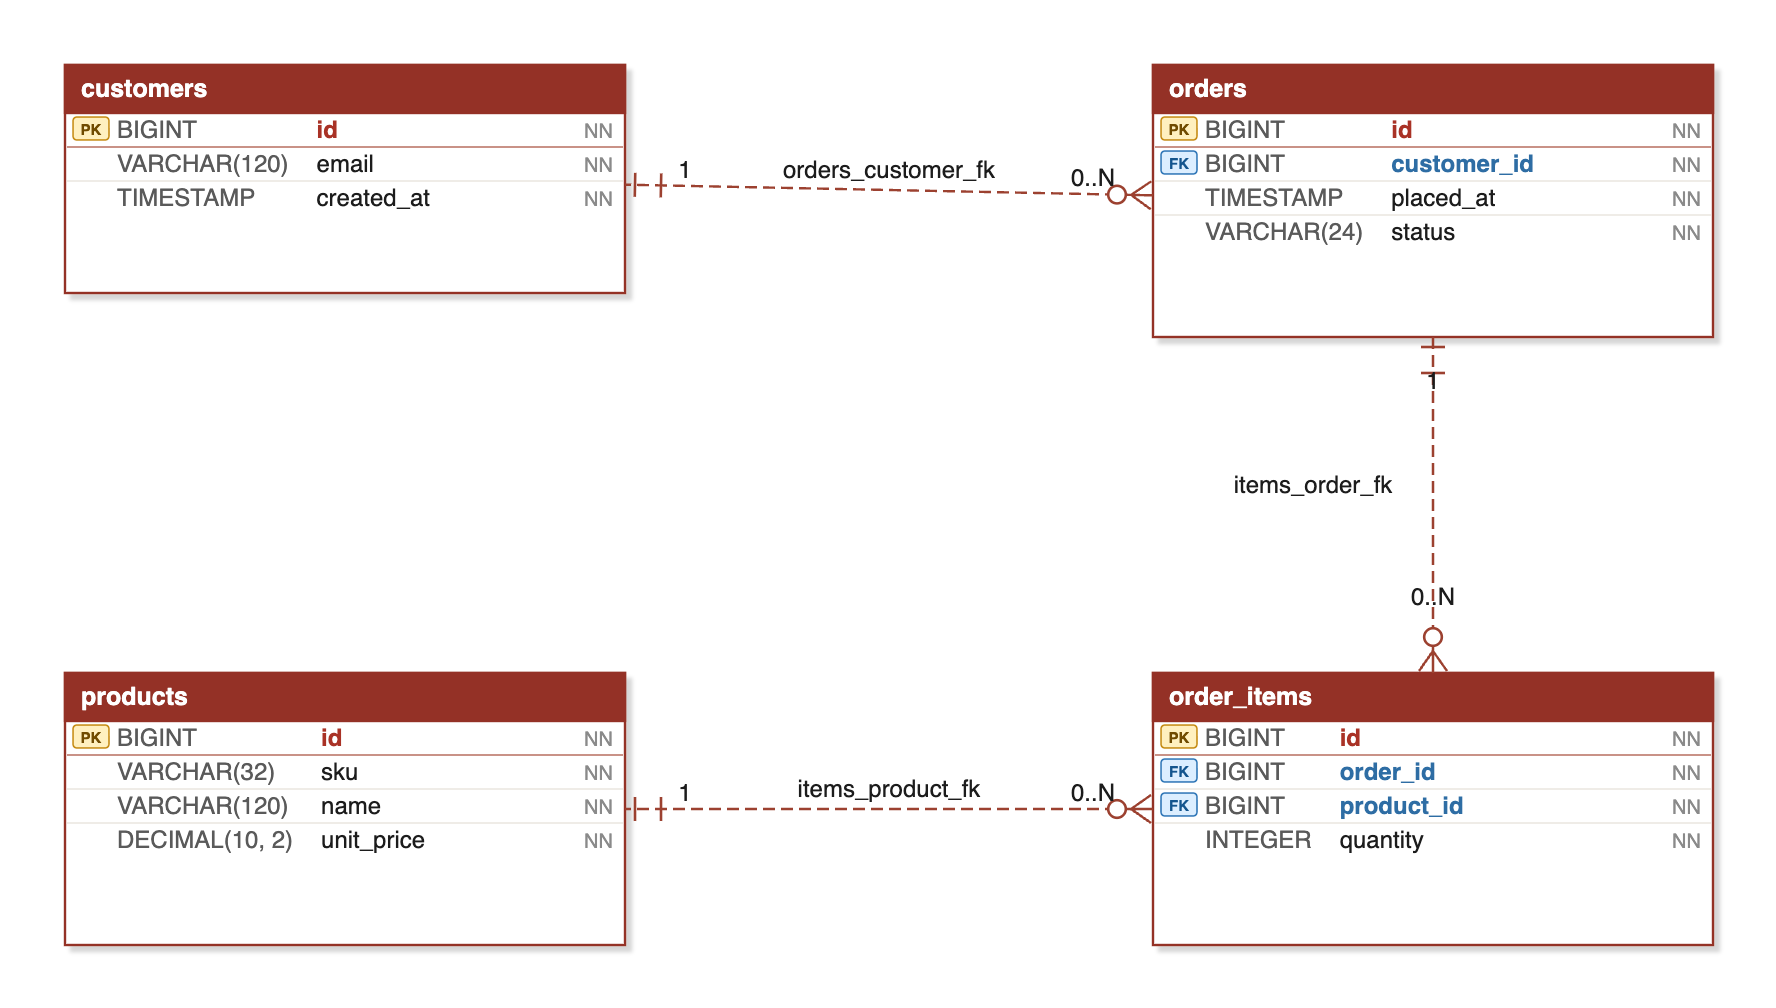 customers
PK BIGINT id NN
VARCHAR(120) email NN
TIMESTAMP created_at NN
1 orders_customer_fk 0..N
orders
PK BIGINT id NN
FK BIGINT customer_id NN
TIMESTAMP placed_at NN
VARCHAR(24) status NN
1
items_order_fk
0..N
products
PK BIGINT id NN
VARCHAR(32) sku NN
VARCHAR(120) name NN
DECIMAL(10, 2) unit_price NN
1 items_product_fk 0..N
order_items
PK BIGINT id NN
FK BIGINT order_id NN
FK BIGINT product_id NN
INTEGER quantity NN